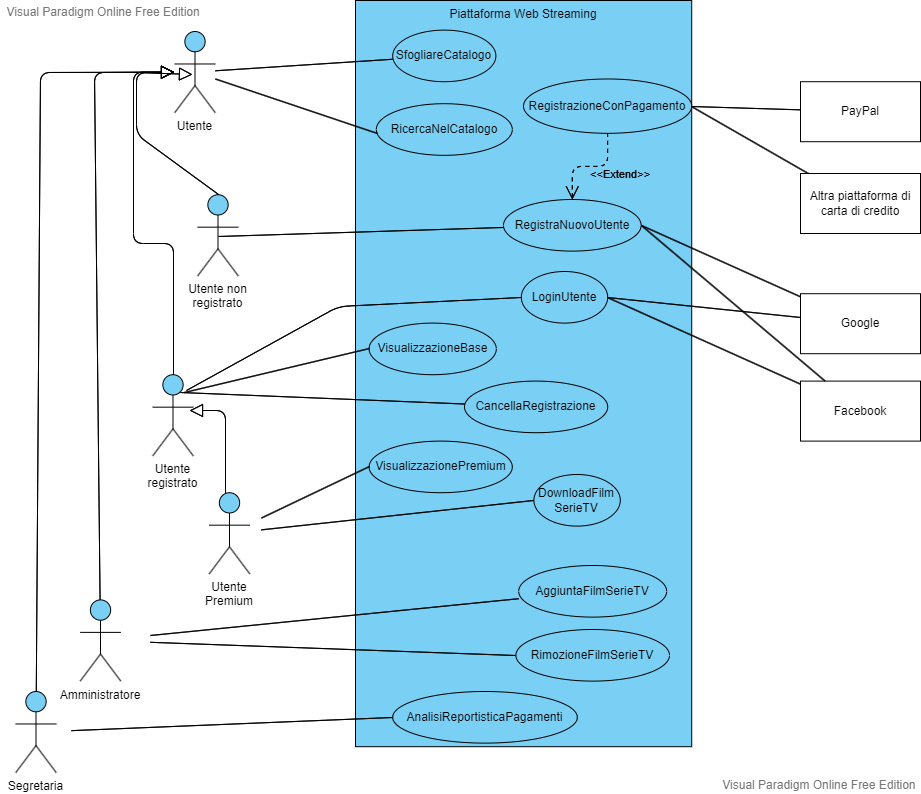 Visual Paradigm Online Free Edition
Piattaforma Web Streaming
SfogliareCatalogo
Utente
RicercaNelCatalogo
RegistrazioneConPagamento
PayPal
<<Extend>>
Altra piattaforma di
carta di credito
Utente non
registrato
RegistraNuovoUtente
LoginUtente
Google
VisualizzazioneBase
CancellaRegistrazione
Facebook
Utente
registrato
VisualizzazionePremium
DownloadFilm
SerieTV
Utente
Premium
AggiuntaFilmSerieTV
RimozioneFilmSerieTV
Amministratore
AnalisiReportisticaPagamenti
Segretaria
Visual Paradigm Online Free Edition